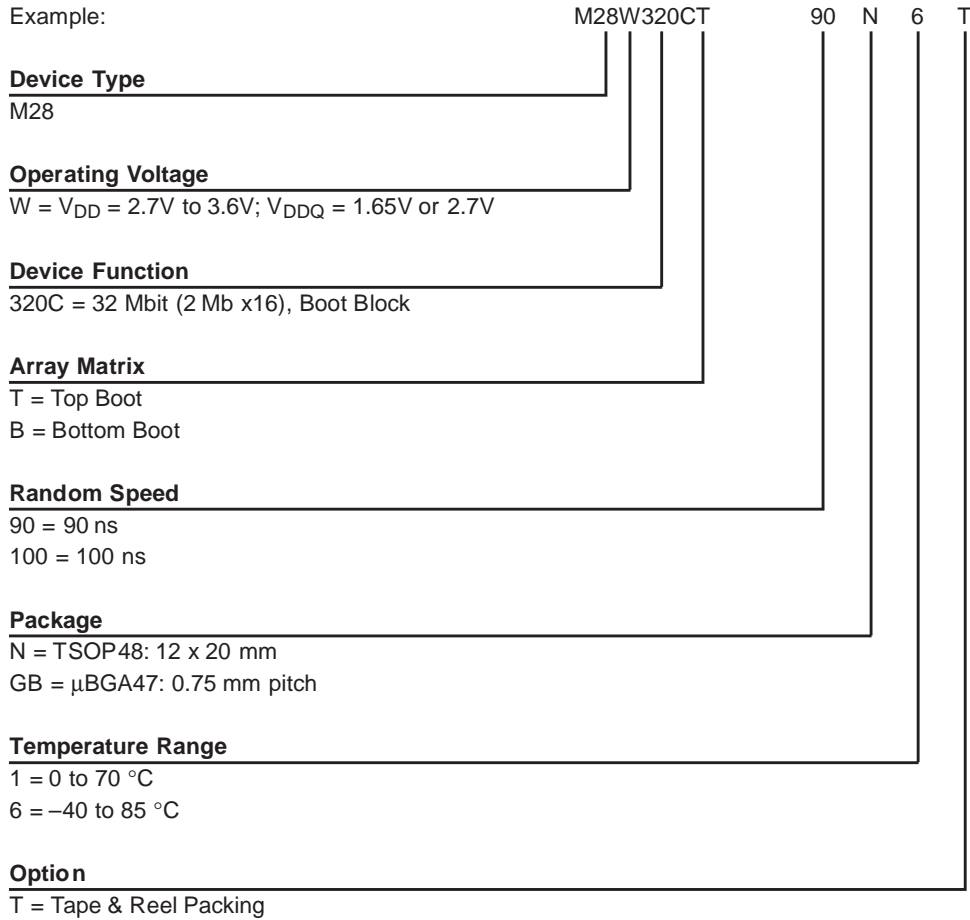 Example: M28W320CT 90 N 6 T
Device Type
M28
Operating Voltage
W = VDD = 2.7V to 3.6V; VDDQ = 1.65V or 2.7V
Device Function
320C = 32 Mbit (2 Mb x16), Boot Block
Array Matrix
T = Top Boot
B = Bottom Boot
Random Speed
90 = 90 ns
100 = 100 ns
Package
N = TSOP48: 12 x 20 mm
GB = µBGA47: 0.75 mm pitch
Temperature Range
1 = 0 to 70 °C
6 = –40 to 85 °C
Option
T = Tape & Reel Packing